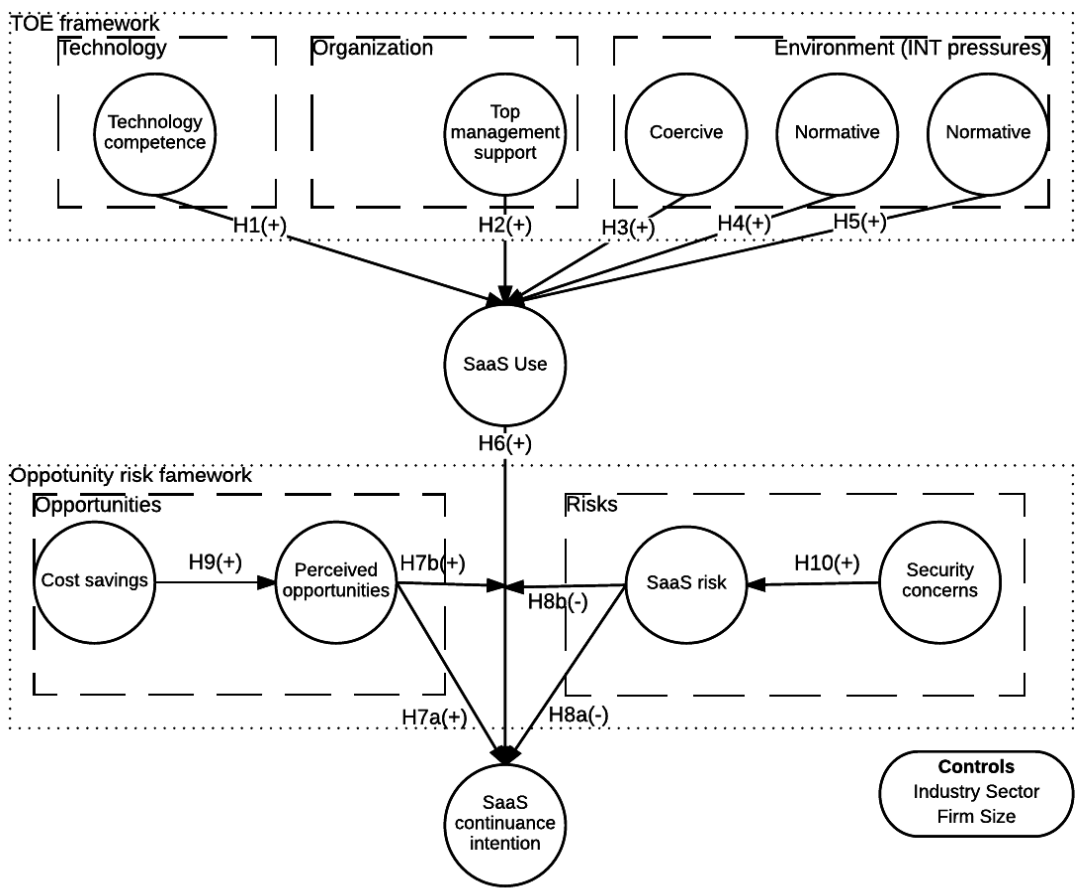 TOE framework
Technology
Organization
Environment (INT pressures)
Technology
competence
Top
management
support
Coercive
Normative
Normative
H1(+)
H2(+)
H3(+)
H4(+)
H5(+)
SaaS Use
H6(+)
Oppotunity risk famework
Opportunities
Risks
Cost savings
H9(+)
Perceived
opportunities
H7b(+)
H8b(-)
SaaS risk
H10(+)
Security
concerns
H7a(+)
H8a(-)
SaaS
continuance
intention
Controls
Industry Sector
Firm Size